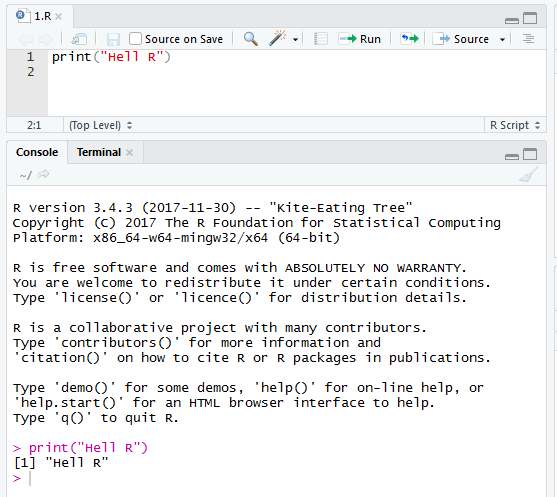 1.R
Source on Save Run Source
1 print("Hell R")
2
2:1 (Top Level) R Script
Console Terminal
~/
R version 3.4.3 (2017-11-30) -- "Kite-Eating Tree"
Copyright (C) 2017 The R Foundation for Statistical Computing
Platform: x86_64-w64-mingw32/x64 (64-bit)
R is free software and comes with ABSOLUTELY NO WARRANTY.
You are welcome to redistribute it under certain conditions.
Type 'license()' or 'licence()' for distribution details.
R is a collaborative project with many contributors.
Type 'contributors()' for more information and
'citation()' on how to cite R or R packages in publications.
Type 'demo()' for some demos, 'help()' for on-line help, or
'help.start()' for an HTML browser interface to help.
Type 'q()' to quit R.
> print("Hell R")
[1] "Hell R"
>